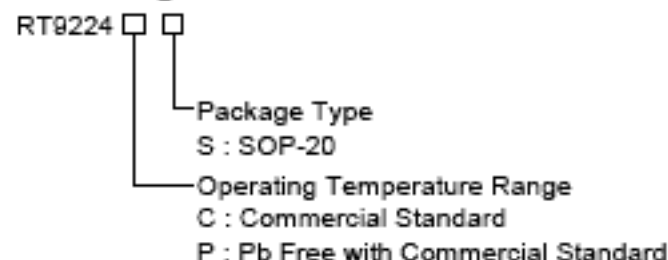 RT9224
Package Type
S : SOP-20
Operating Temperature Range
C : Commercial Standard
P : Pb Free with Commercial Standard